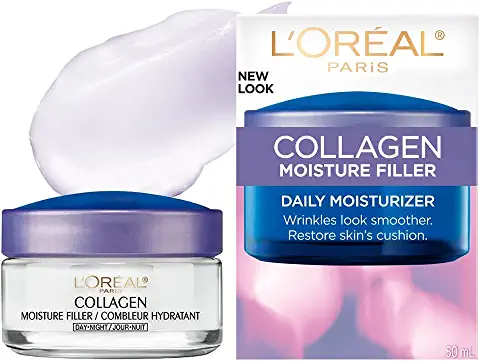 L'ORÉAL®
PARIS
NEW
LOOK
COLLAGEN
MOISTURE FILLER
DAILY MOISTURIZER
Wrinkles look smoother.
Restore skin's cushion.
50 mL
L'ORÉAL
PARIS
COLLAGEN
MOISTURE FILLER / COMBLEUR HYDRATANT
DAY•NIGHT/JOUR•NUIT